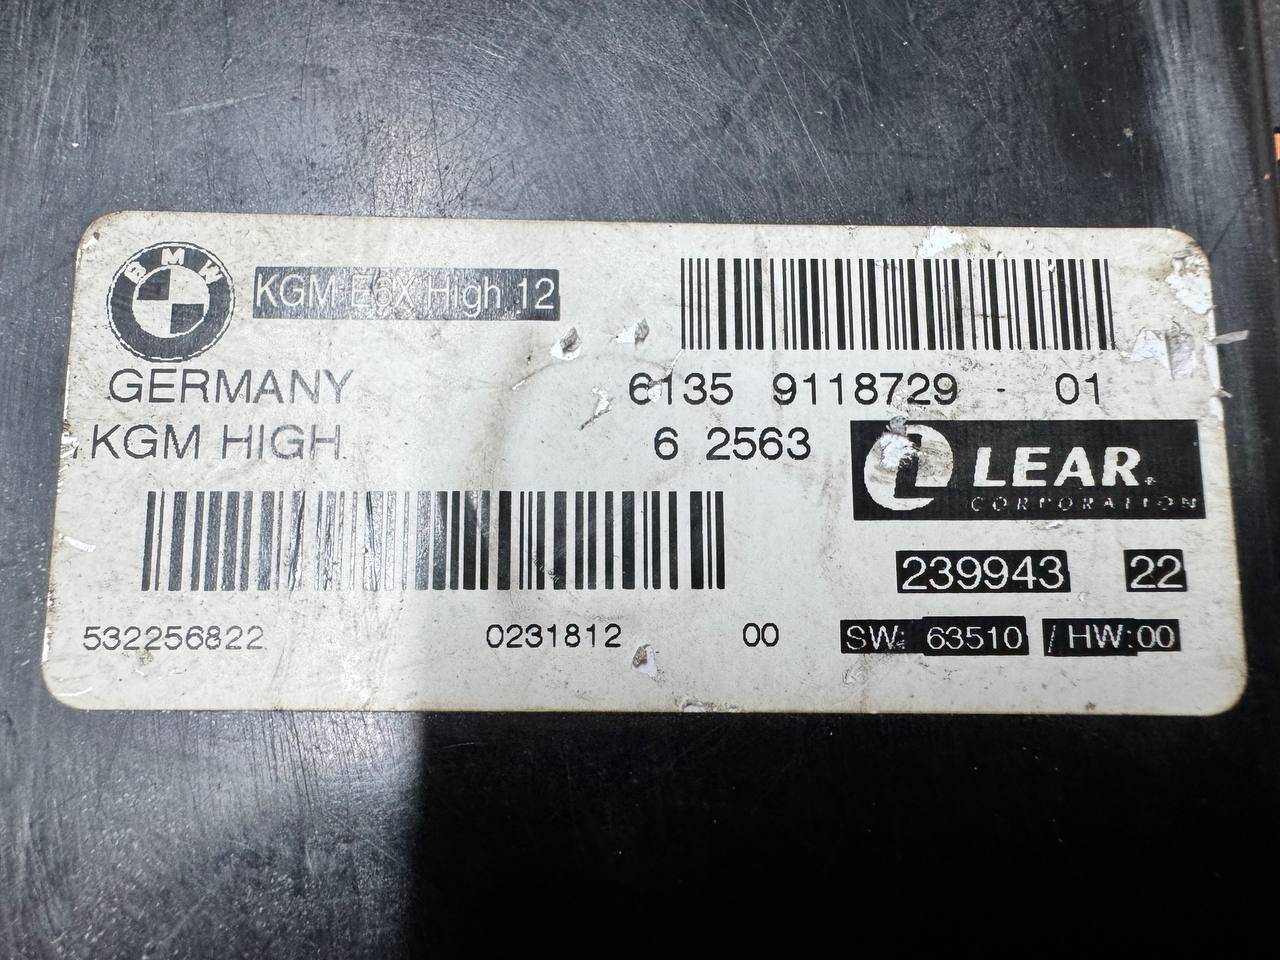 BMW
KGM E6X High 12
GERMANY
6135 9118729 - 01
KGM HIGH
6 2563
LEAR
CORPORATION
239943 22
532256822 0231812 00
SW: 63510 / HW:00